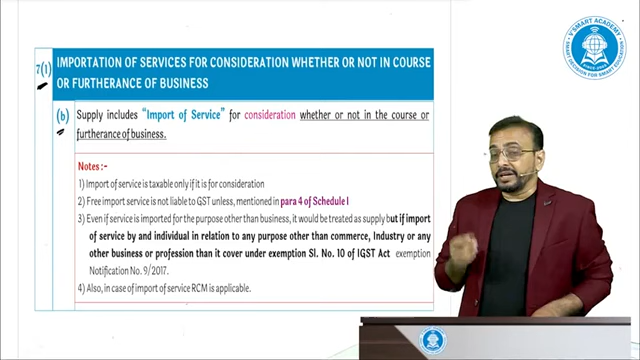 V SMART ACADEMY
SMART DECISION FOR SMART EDUCATION
7(1)
IMPORTATION OF SERVICES FOR CONSIDERATION WHETHER OR NOT IN COURSE
OR FURTHERANCE OF BUSINESS
(b)
Supply includes “Import of Service” for consideration whether or not in the course or
furtherance of business.
Notes :-
1) Import of service is taxable only if it is for consideration
2) Free import service is not liable to GST unless, mentioned in para 4 of Schedule I
3) Even if service is imported for the purpose other than business, it would be treated as supply but if import
of service by and individual in relation to any purpose other than commerce, Industry or any
other business or profession than it cover under exemption Sl. No. 10 of IGST Act exemption
Notification No. 9/2017.
4) Also, in case of import of service RCM is applicable.